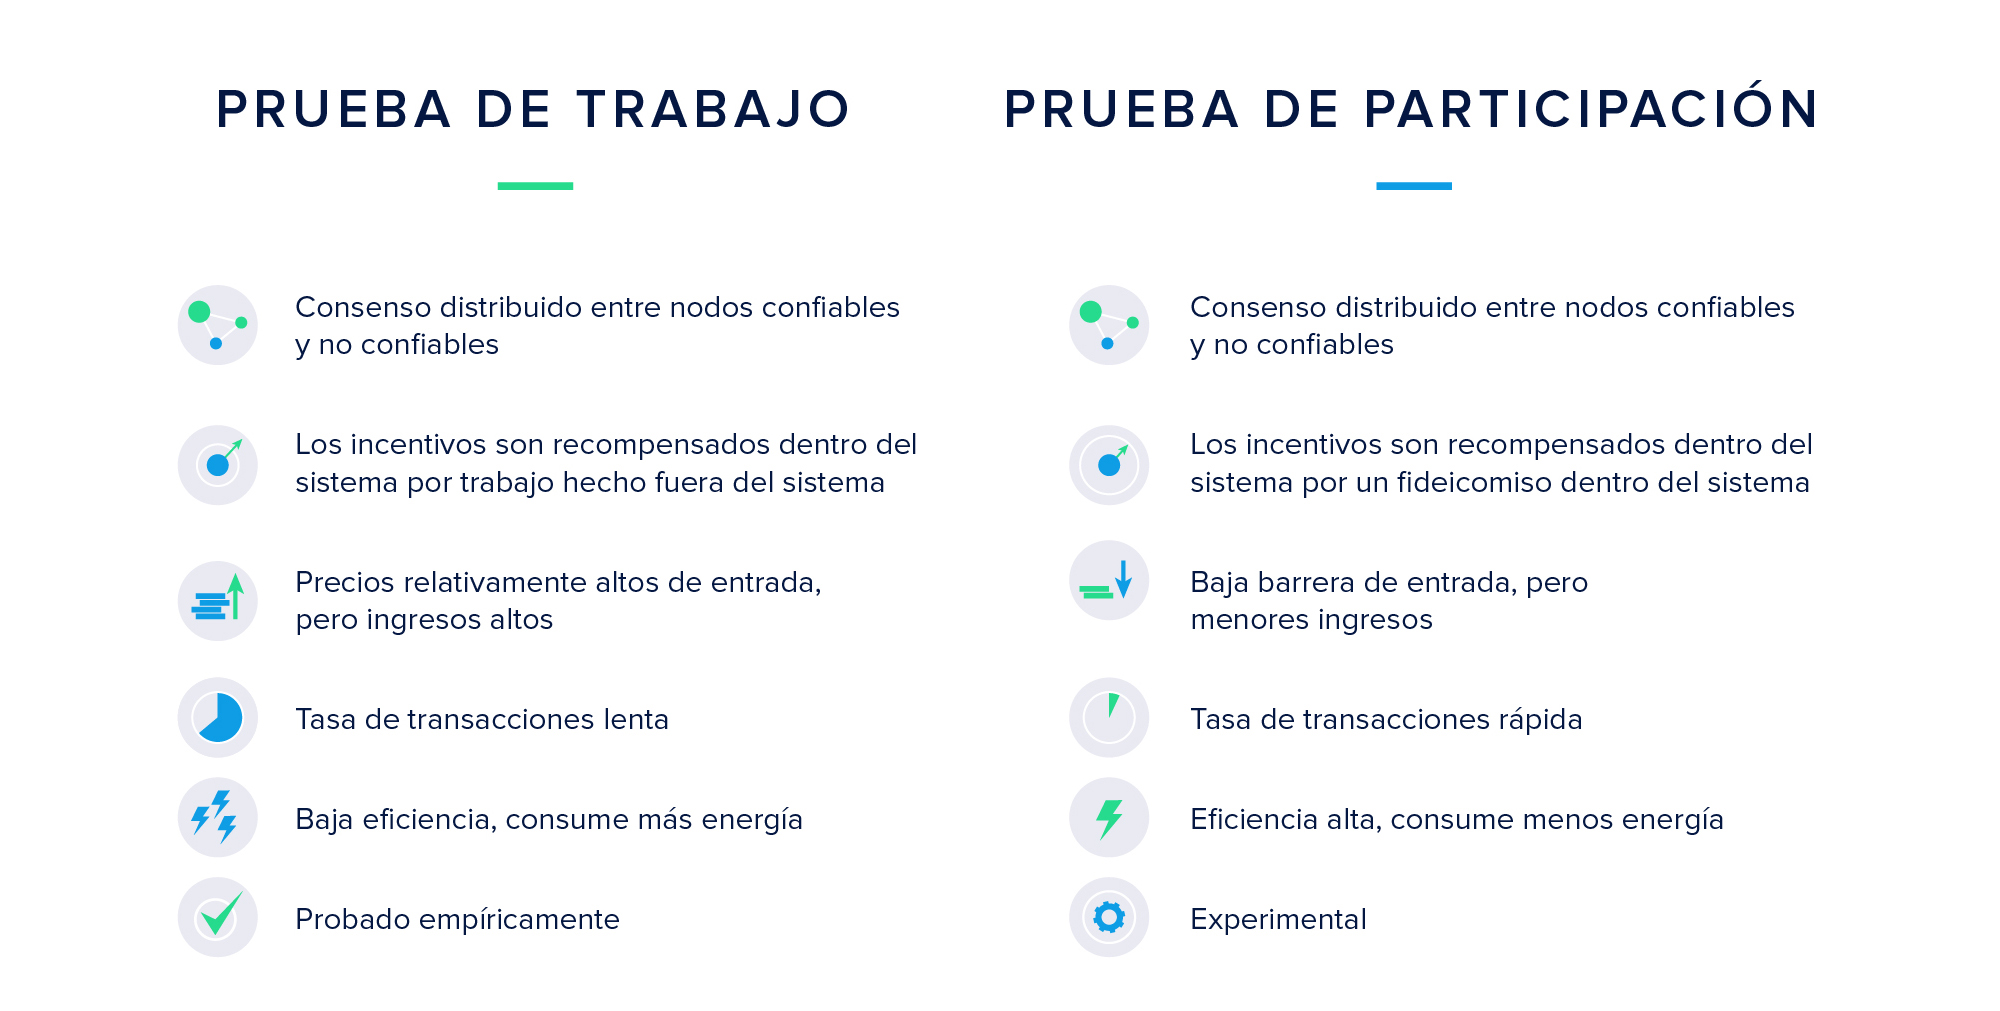 PRUEBA DE TRABAJO
Consenso distribuido entre nodos confiables
y no confiables
Los incentivos son recompensados dentro del
sistema por trabajo hecho fuera del sistema
Precios relativamente altos de entrada,
pero ingresos altos
Tasa de transacciones lenta
Baja eficiencia, consume más energía
Probado empíricamente
PRUEBA DE PARTICIPACIÓN
Consenso distribuido entre nodos confiables
y no confiables
Los incentivos son recompensados dentro del
sistema por un fideicomiso dentro del sistema
Baja barrera de entrada, pero
menores ingresos
Tasa de transacciones rápida
Eficiencia alta, consume menos energía
Experimental